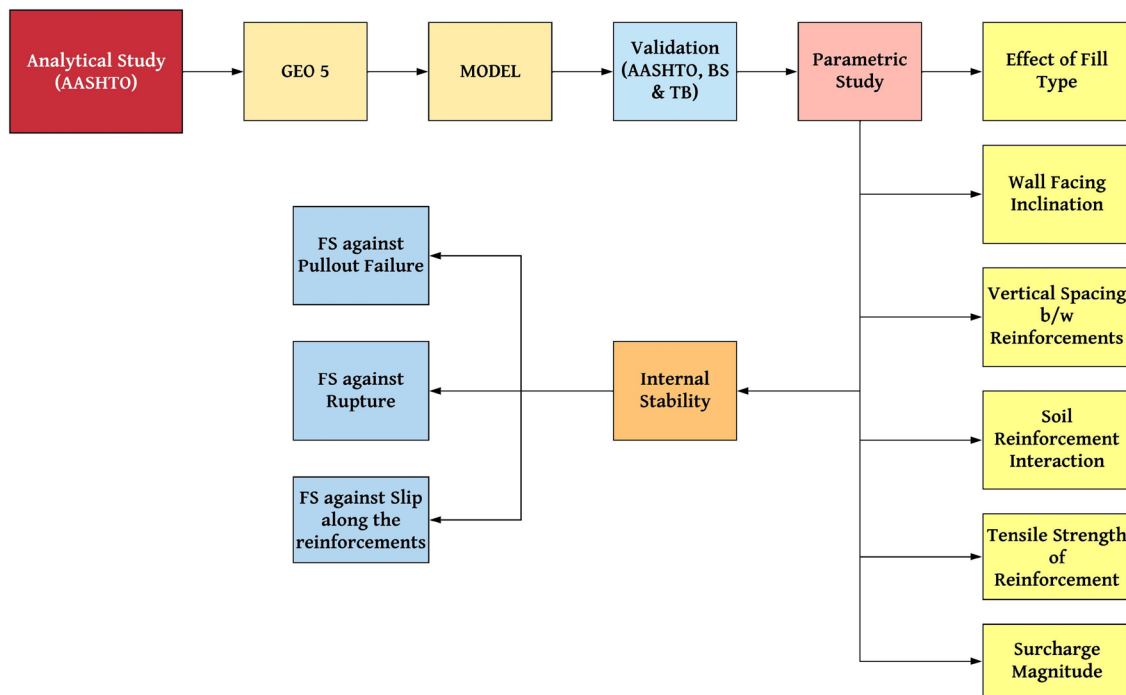 Analytical Study
(AASHTO)
GEO 5
MODEL
Validation
(AASHTO, BS
& TB)
Parametric
Study
Effect of Fill
Type
Wall Facing
Inclination
Vertical Spacing
b/w
Reinforcements
Soil
Reinforcement
Interaction
Tensile Strength
of
Reinforcement
Surcharge
Magnitude
Internal
Stability
FS against
Pullout Failure
FS against
Rupture
FS against Slip
along the
reinforcements